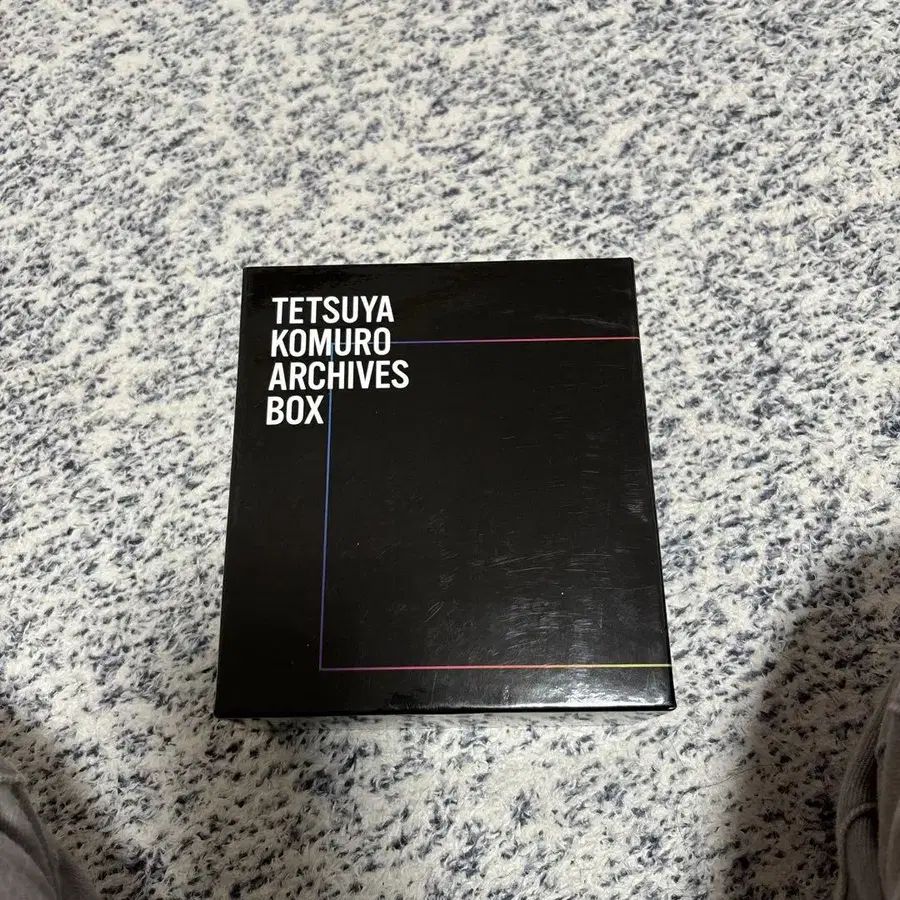 TETSUYA
KOMURO
ARCHIVES
BOX